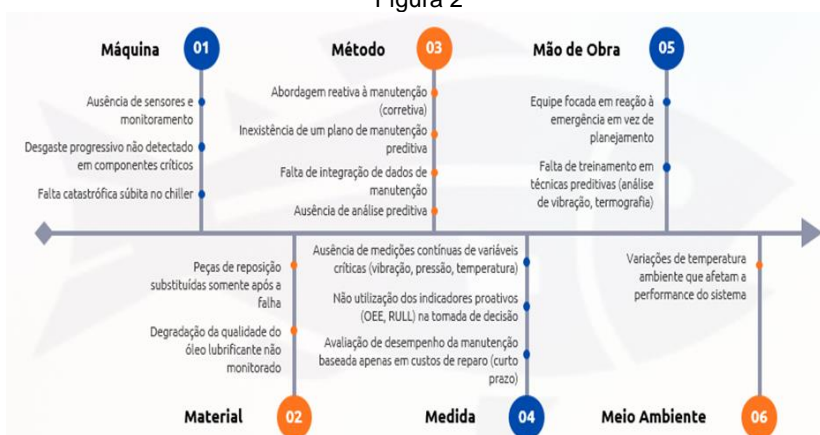 Figura 2
Máquina
01
Ausência de sensores e
monitoramento
Desgaste progressivo não detectado
em componentes críticos
Falta catastrófica súbita no chiller
Método
03
Abordagem reativa à manutenção
(corretiva)
Inexistência de um plano de manutenção
preditiva
Falta de integração de dados de
manutenção
Ausência de análise preditiva
Mão de Obra
05
Equipe focada em reação à
emergência em vez de
planejamento
Falta de treinamento em
técnicas preditivas (análise
de vibração, termografia)
Peças de reposição
substituídas somente após a
falha
Degradação da qualidade do
óleo lubrificante não
monitorado
Material
02
Ausência de medições contínuas de variáveis
críticas (vibração, pressão, temperatura)
Não utilização dos indicadores proativos
(OEE, RULL) na tomada de decisão
Avaliação de desempenho da manutenção
baseada apenas em custos de reparo (curto
prazo)
Medida
04
Variações de temperatura
ambiente que afetam a
performance do sistema
Meio Ambiente
06